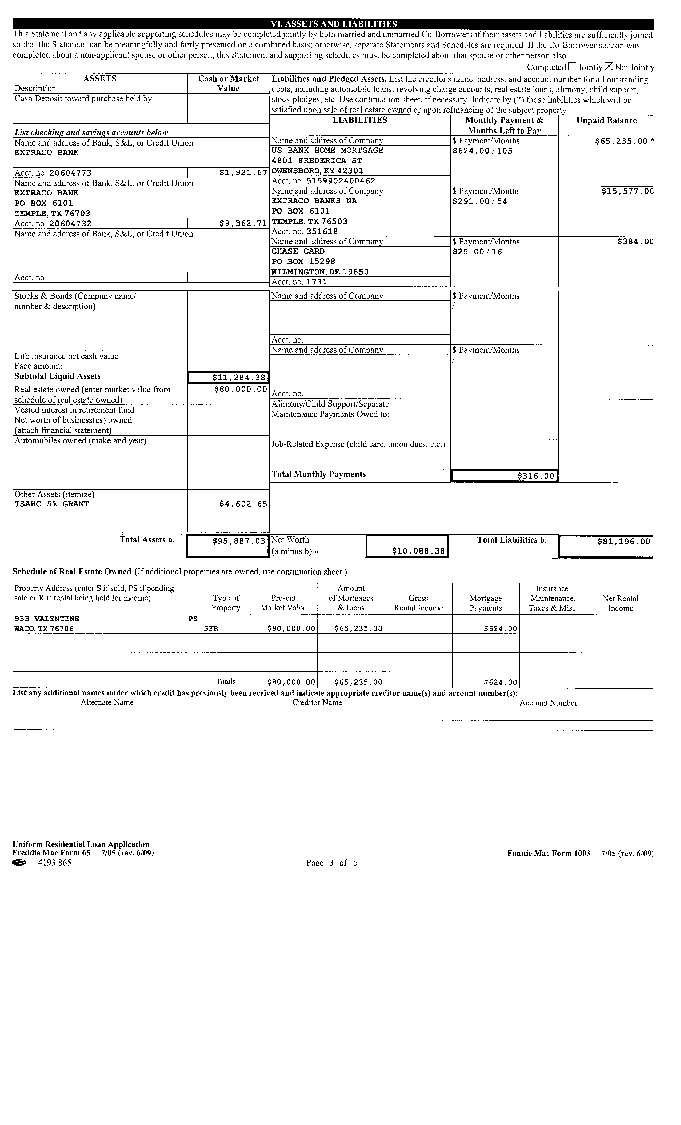 VI. ASSETS AND LIABILITIES
This Statement and any applicable supporting schedules may be completed jointly by both married and unmarried Co-Borrowers if their assets and liabilities are sufficiently joined
so that the Statement can be meaningfully and fairly presented on a combined basis; otherwise, separate Statements and Schedules are required. If the Co-Borrower section was
completed about a non-applicant spouse or other person, this Statement and supporting schedules must be completed about that spouse or other person also.
Completed Jointly Not Jointly
ASSETS
Description
Cash or Market
Value
Cash Deposit toward purchase held by
List checking and savings accounts below
Name and address of Bank, S&L, or Credit Union
EXTRACO BANK
Acct. no. 20604773
Name and address of Bank, S&L, or Credit Union
EXTRACO BANK
PO BOX 6101
TEMPLE, TX 76703
Acct. no. 20604732 $9,362.71
Name and address of Bank, S&L, or Credit Union
Acct. no.
Stocks & Bonds (Company name/
number & description)
Life insurance net cash value
Face amount:
Subtotal Liquid Assets $11,284.38
Real estate owned (enter market value from
schedule of real estate owned) $80,000.00
Vested interest in retirement fund
Net worth of business(es) owned
(attach financial statement)
Automobiles owned (make and year)
Other Assets (itemize)
TSAHC 5% GRANT $4,602.65
Total Assets a. $95,887.03
Liabilities and Pledged Assets. List the creditor's name, address, and account number for all outstanding
debts, including automobile loans, revolving charge accounts, real estate loans, alimony, child support,
stock pledges, etc. Use continuation sheet, if necessary. Indicate by (*) those liabilities which will be
satisfied upon sale of real estate owned or upon refinancing of the subject property.
LIABILITIES
Monthly Payment &
Months Left to Pay
Unpaid Balance
Name and address of Company $ Payment/Months $65,235.00 *
US BANK HOME MORTGAGE $624.00/105
4801 FREDERICA ST
OWENSBORO, KY 42301
Acct. no.
Name and address of Company $ Payment/Months $15,577.00
EXTRACO BANKS NA $291.00/54
PO BOX 6101
TEMPLE, TX 76503
Acct. no. 351618
Name and address of Company $ Payment/Months $384.00
CHASE CARD $25.00/16
PO BOX 15298
WILMINGTON, DE 19850
Acct. no. 1731
Name and address of Company $ Payment/Months
/
Acct. no.
Name and address of Company $ Payment/Months
/
Acct. no.
Alimony/Child Support/Separate
Maintenance Payments Owed to:
Job-Related Expense (child care, union dues, etc.)
Total Monthly Payments $316.00
Net Worth
(a minus b) $10,088.38
Total Liabilities b. $81,196.00
Schedule of Real Estate Owned (If additional properties are owned, use continuation sheet.)
Property Address (enter S if sold, PS if pending
sale or R if rental being held for income)
Type of
Property
Present
Market Value
Amount
of Mortgages
& Liens
Gross
Rental Income
Mortgage
Payments
Insurance,
Maintenance,
Taxes & Misc.
Net Rental
Income
933 VALENTINE PS
WACO, TX 76706 SFR $80,000.00 $65,235.00 $624.00
Totals $80,000.00 $65,235.00 $624.00
List any additional names under which credit has previously been received and indicate appropriate creditor name(s) and account number(s):
Alternate Name Creditor Name Account Number
Uniform Residential Loan Application
Freddie Mac Form 65 7/05 (rev. 6/09) Fannie Mae Form 1003 7/05 (rev. 6/09)
Page 3 of 5